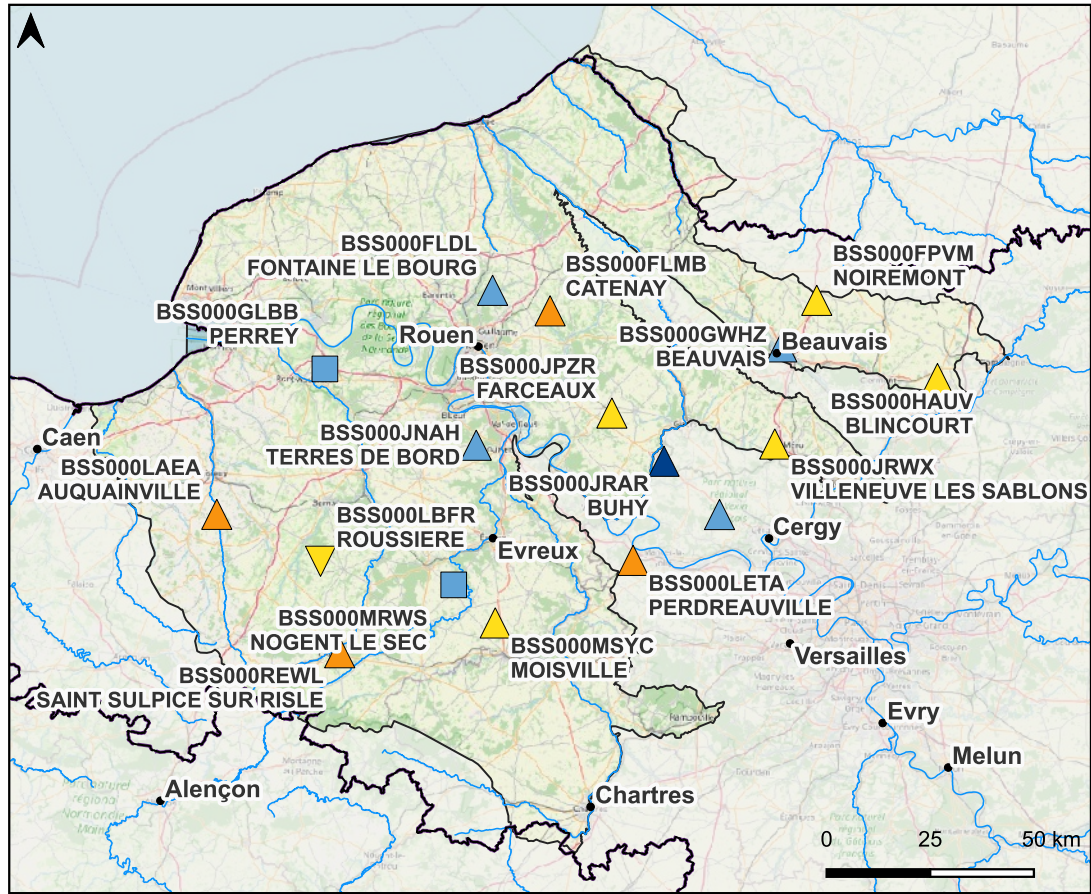 BSS000FLDL
FONTAINE LE BOURG
BSS000FLMB
CATENAY
BSS000FPVM
NOIREMONT
BSS000GLBB
PERREY
Rouen
BSS000GWHZ
BEAUVAIS
Beauvais
BSS000JPZR
FARCEAUX
BSS000HAUV
BLINCOURT
Caen
BSS000JNAH
TERRES DE BORD
BSS000LAEA
AUQUAINVILLE
BSS000JRAR
BUHY
BSS000JRWX
VILLENEUVE LES SABLONS
BSS000LBFR
ROUSSIERE
Evreux
Cergy
BSS000LETA
PERDREAUVILLE
BSS000MRWS
NOGENT LE SEC
BSS000MSYC
MOISVILLE
Versailles
BSS000REWL
SAINT SULPICE SUR RISLE
Evry
Melun
Alençon
Chartres
0 25 50 km